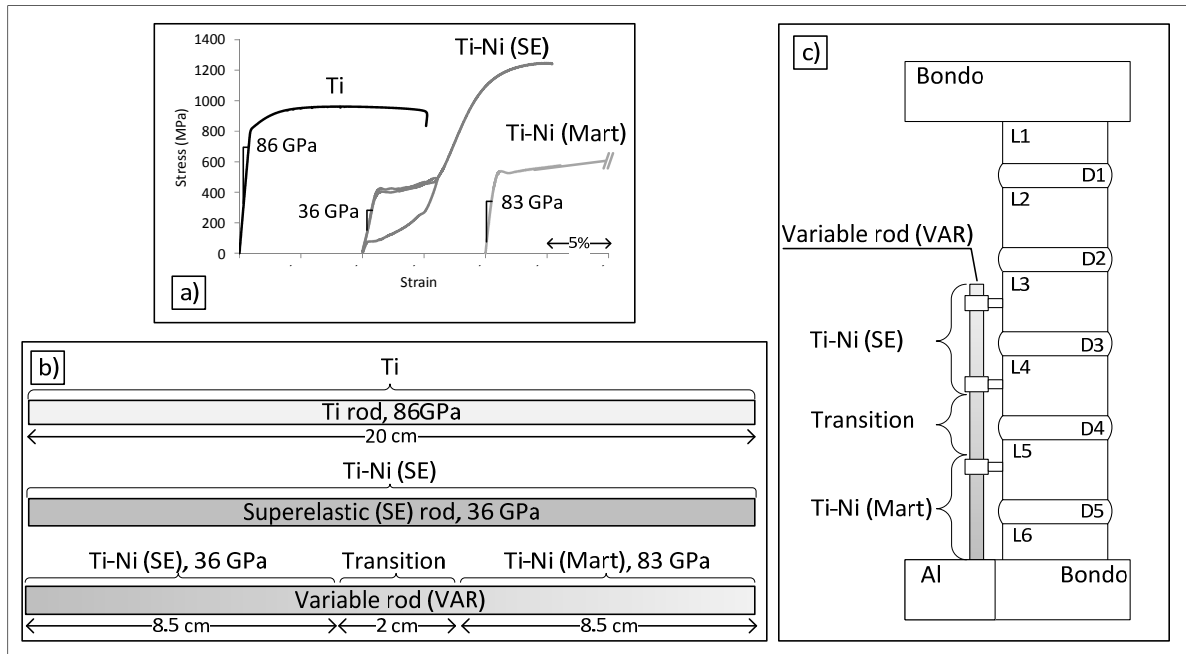 a)
1400
1200
1000
800
600
400
200
0
Stress (MPa)
Strain
Ti
86 GPa
Ti-Ni (SE)
36 GPa
Ti-Ni (Mart)
83 GPa
5%
b)
Ti
Ti rod, 86GPa
20 cm
Ti-Ni (SE)
Superelastic (SE) rod, 36 GPa
Ti-Ni (SE), 36 GPa Transition Ti-Ni (Mart), 83 GPa
Variable rod (VAR)
8.5 cm 2 cm 8.5 cm
c)
Bondo
L1
D1
L2
Variable rod (VAR)
D2
L3
Ti-Ni (SE)
D3
L4
Transition
D4
L5
Ti-Ni (Mart)
D5
L6
Al Bondo